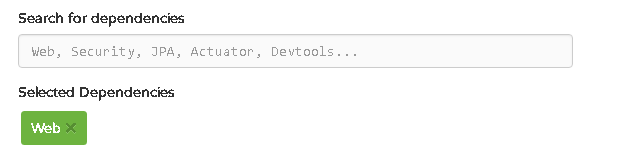 Search for dependencies
Web, Security, JPA, Actuator, Devtools...
Selected Dependencies
Web ×